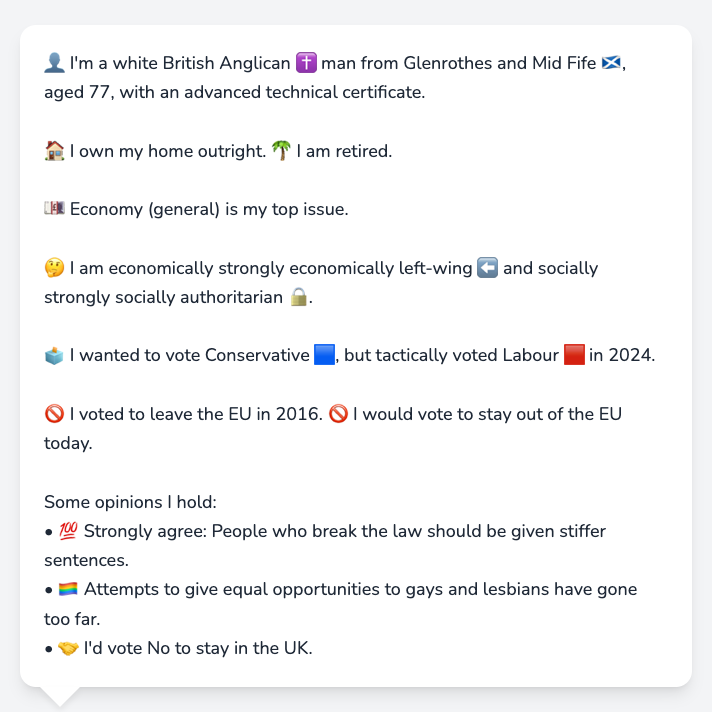 👤 I'm a white British Anglican ✝️ man from Glenrothes and Mid Fife 🏴󠁧󠁢󠁳󠁣󠁴󠁿,
aged 77, with an advanced technical certificate.
🏠 I own my home outright. 🌴 I am retired.
💷 Economy (general) is my top issue.
🤔 I am economically strongly economically left-wing ⬅️ and socially
strongly socially authoritarian 🔒.
🗳️ I wanted to vote Conservative 🟦, but tactically voted Labour 🟥 in 2024.
🚫 I voted to leave the EU in 2016. 🚫 I would vote to stay out of the EU
today.
Some opinions I hold:
• 💯 Strongly agree: People who break the law should be given stiffer
sentences.
• 🏳️‍🌈 Attempts to give equal opportunities to gays and lesbians have gone
too far.
• 🤝 I'd vote No to stay in the UK.